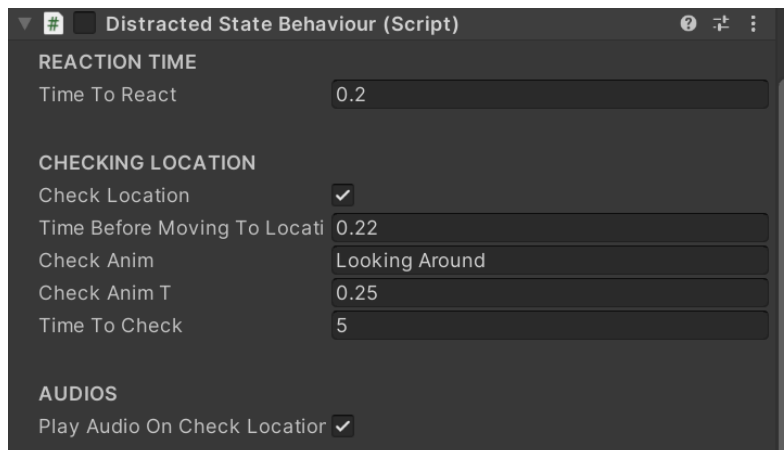 # Distracted State Behaviour (Script)
REACTION TIME
Time To React 0.2
CHECKING LOCATION
Check Location
Time Before Moving To Locati 0.22
Check Anim Looking Around
Check Anim T 0.25
Time To Check 5
AUDIOS
Play Audio On Check Location